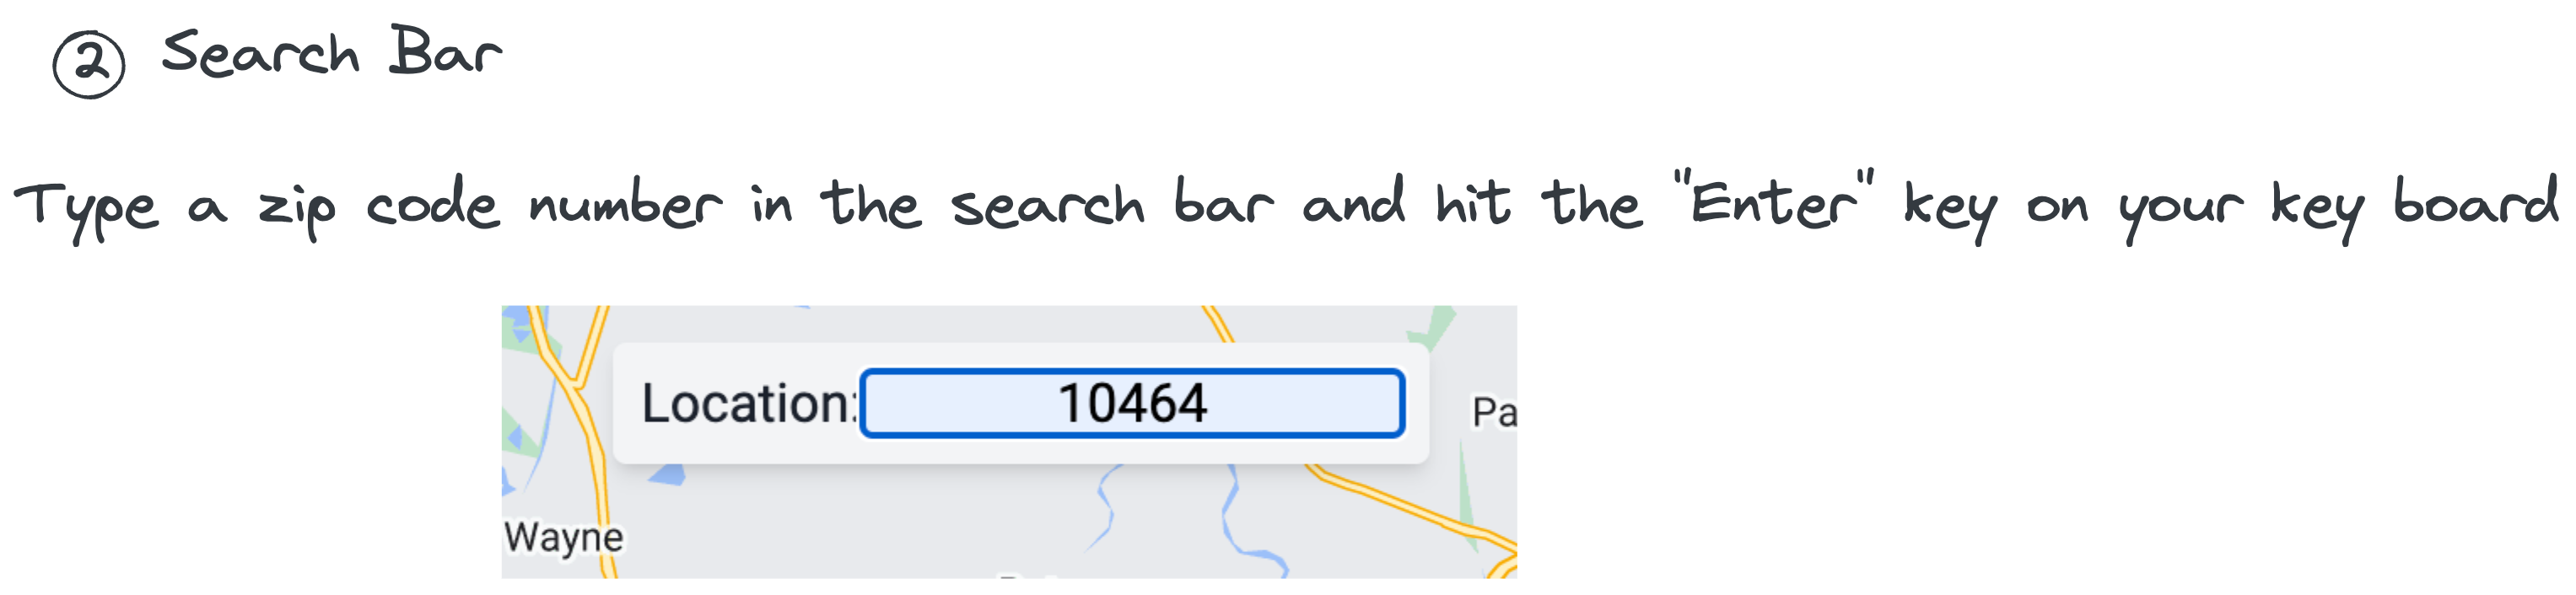 ② Search Bar
Type a zip code number in the search bar and hit the "Enter" key on your key board
Location: 10464
Pa
Wayne